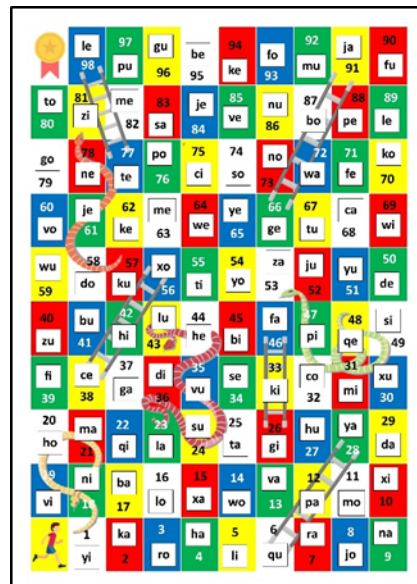 le 97 gu be 94 fo 92 ja 90
98 pu 96 95 ke 93 mu 91 fu
to 81 me 83 je 85 nu 87 88 89
80 zi 82 sa 84 ve 86 bo pe le
go 78 77 po 75 74 no 72 71 ko
79 ne te 76 ci so 73 wa fe 70
60 je 62 me 64 ye 66 67 ca 69
vo 61 ke 63 we 65 ge tu 68 wi
wu 58 57 xo 55 54 za ju yu 50
59 do ku 56 ti yo 53 52 51 de
40 bu 42 lu 44 45 fa 47 48 si
zu 41 hi 43 he bi 46 pi qe 49
fi ce 37 di 35 se 33 co 31 xu
39 38 ga 36 vu 34 ki 32 mi 30
20 ma 22 23 su 25 26 hu ya 29
ho 21 qi la 24 ta gi 27 28 da
19 ni ba 16 15 14 va 12 11 xi
vi 18 17 lo xa wo 13 pa mo 10
1 ka 3 ha 5 6 ra 8 na
yi 2 ro 4 li qu 7 jo 9